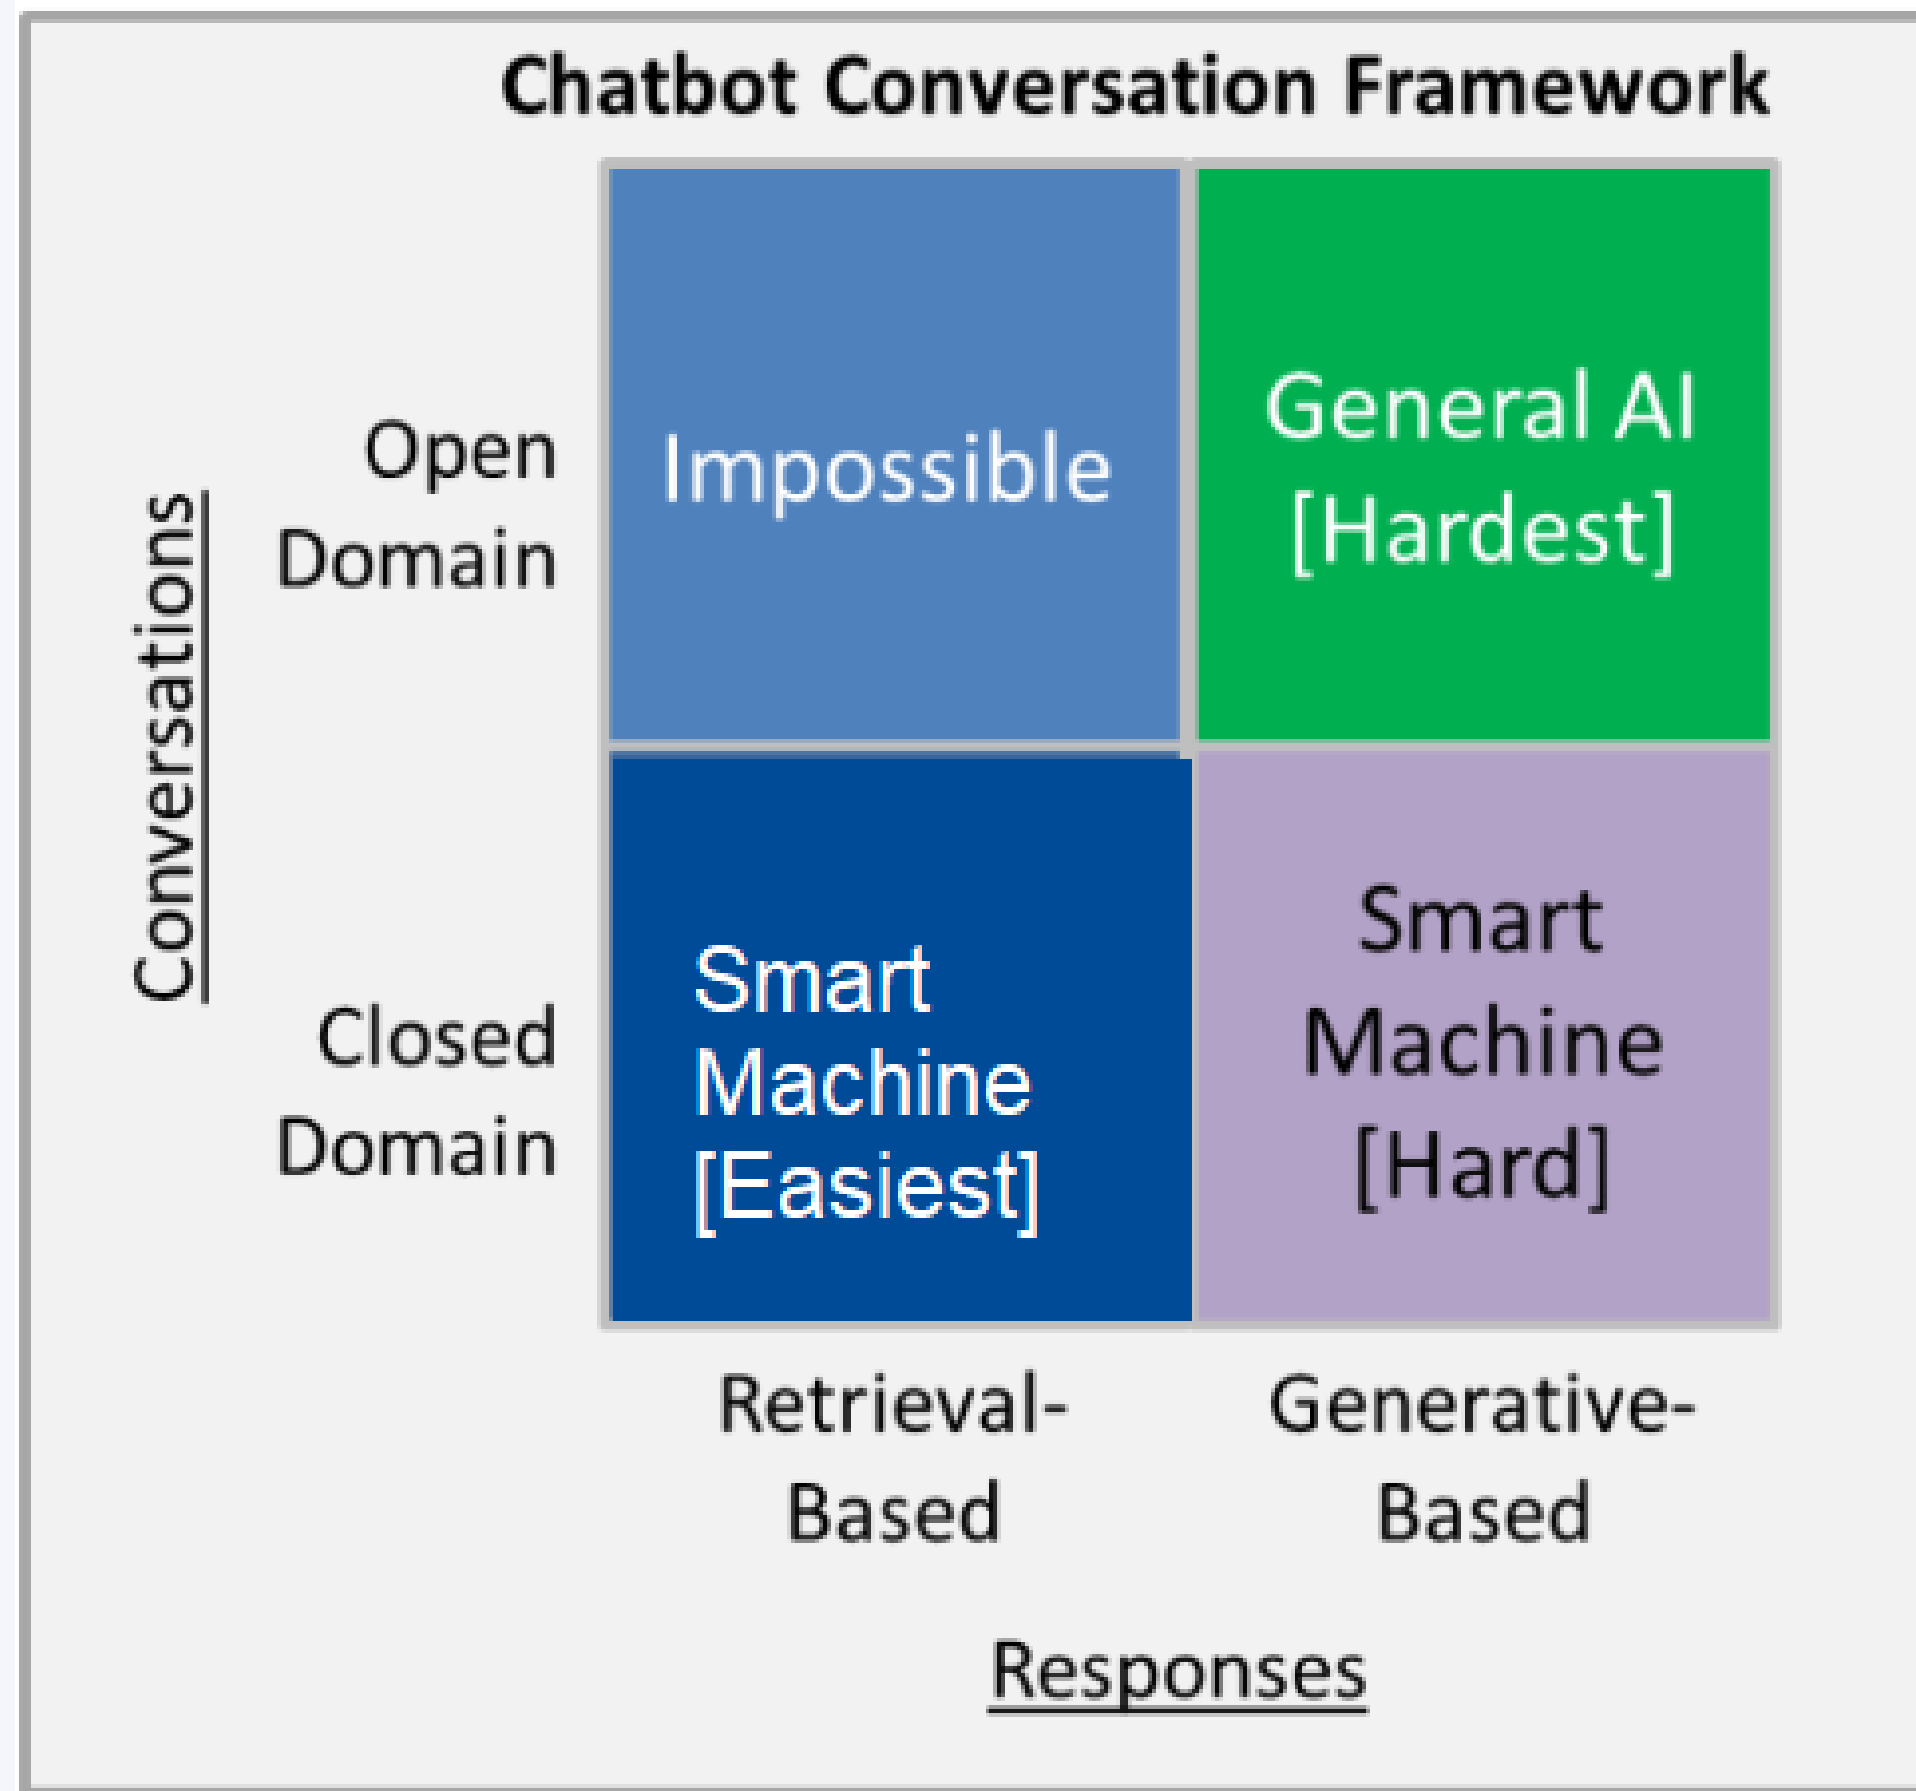 Chatbot Conversation Framework
Conversations
Open
Domain
Impossible
General AI
[Hardest]
Closed
Domain
Smart
Machine
[Easiest]
Smart
Machine
[Hard]
Retrieval-
Based
Generative-
Based
Responses